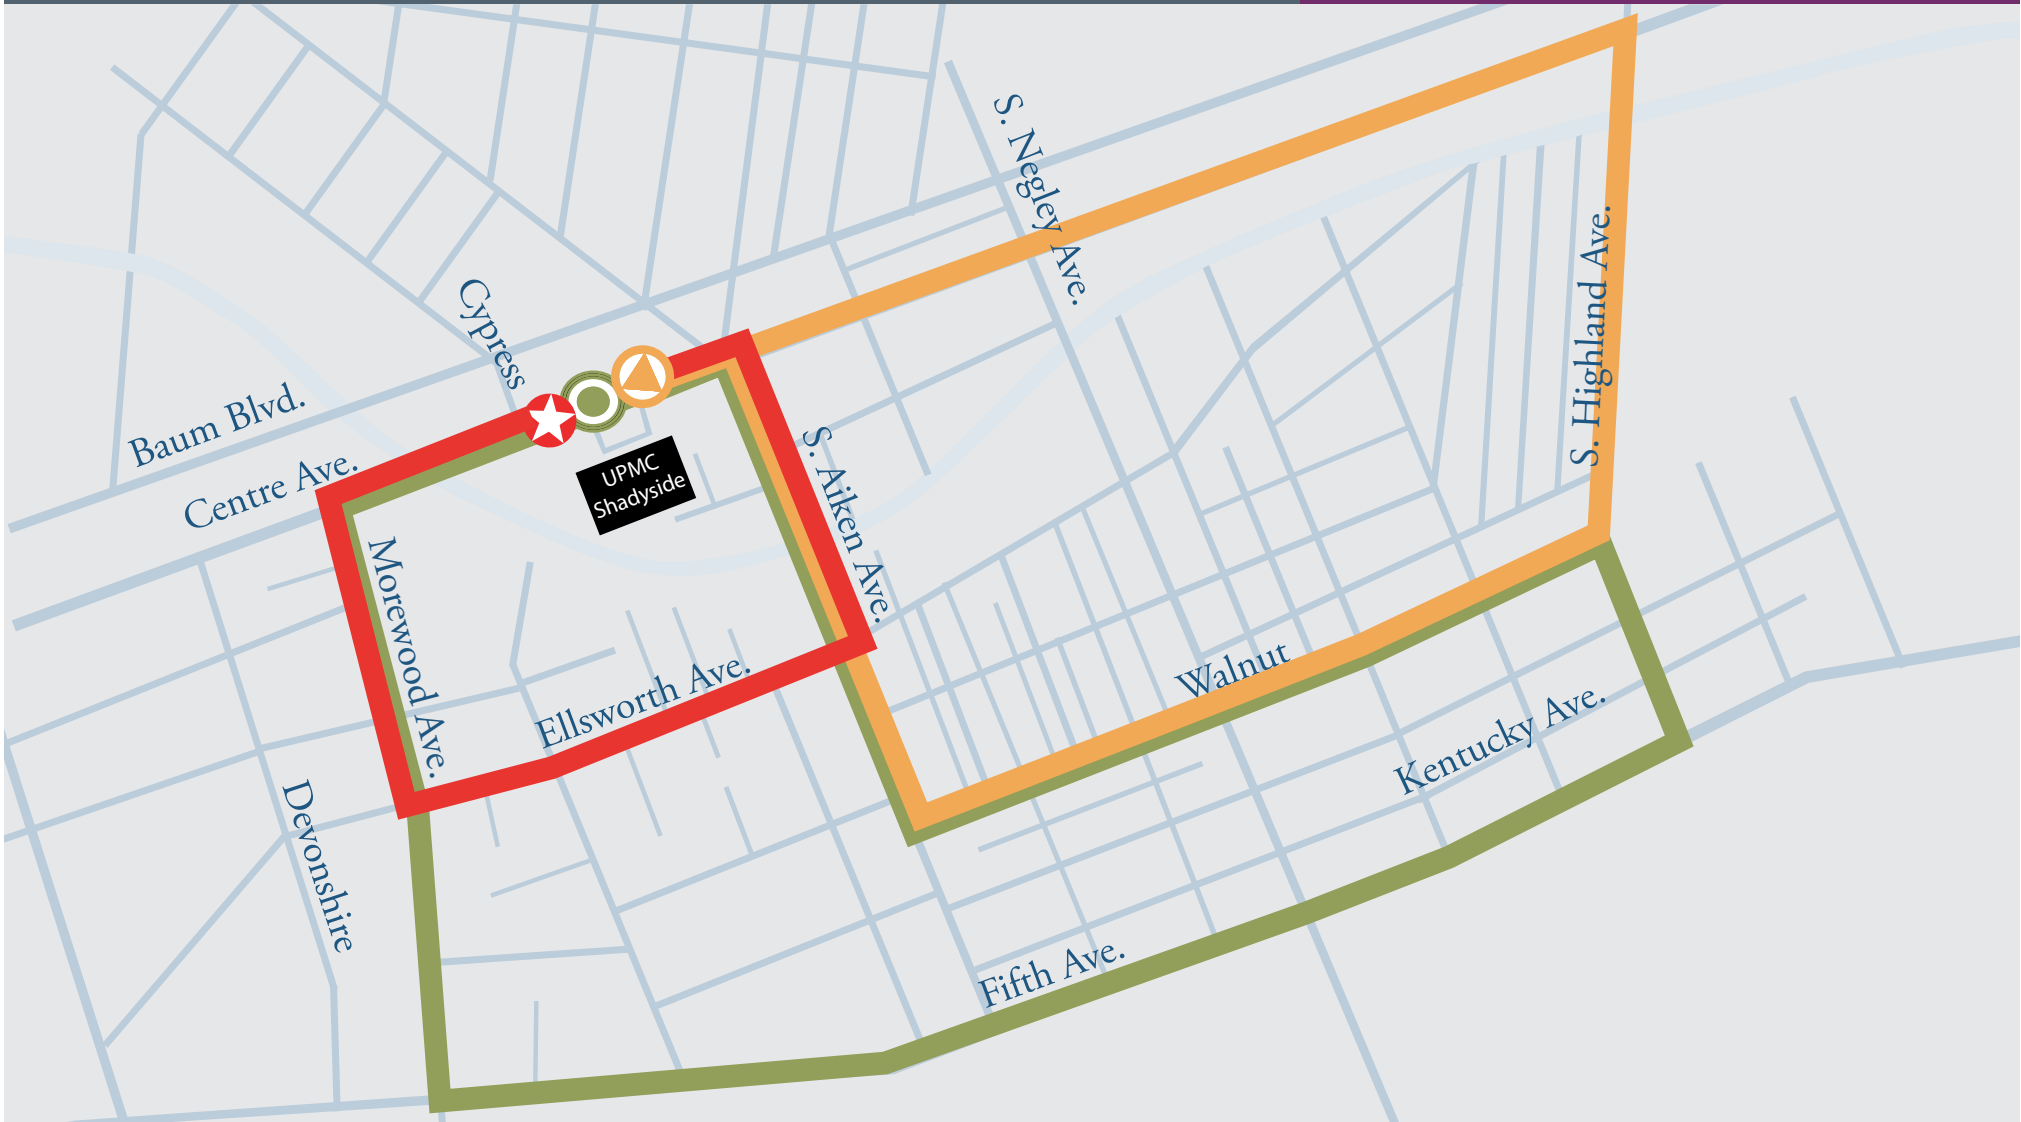 S. Negley Ave.
S. Highland Ave.
Cypress
Baum Blvd.
Centre Ave.
UPMC
Shadyside
S. Aiken Ave.
Morewood Ave.
Ellsworth Ave.
Walnut
Kentucky Ave.
Devonshire
Fifth Ave.